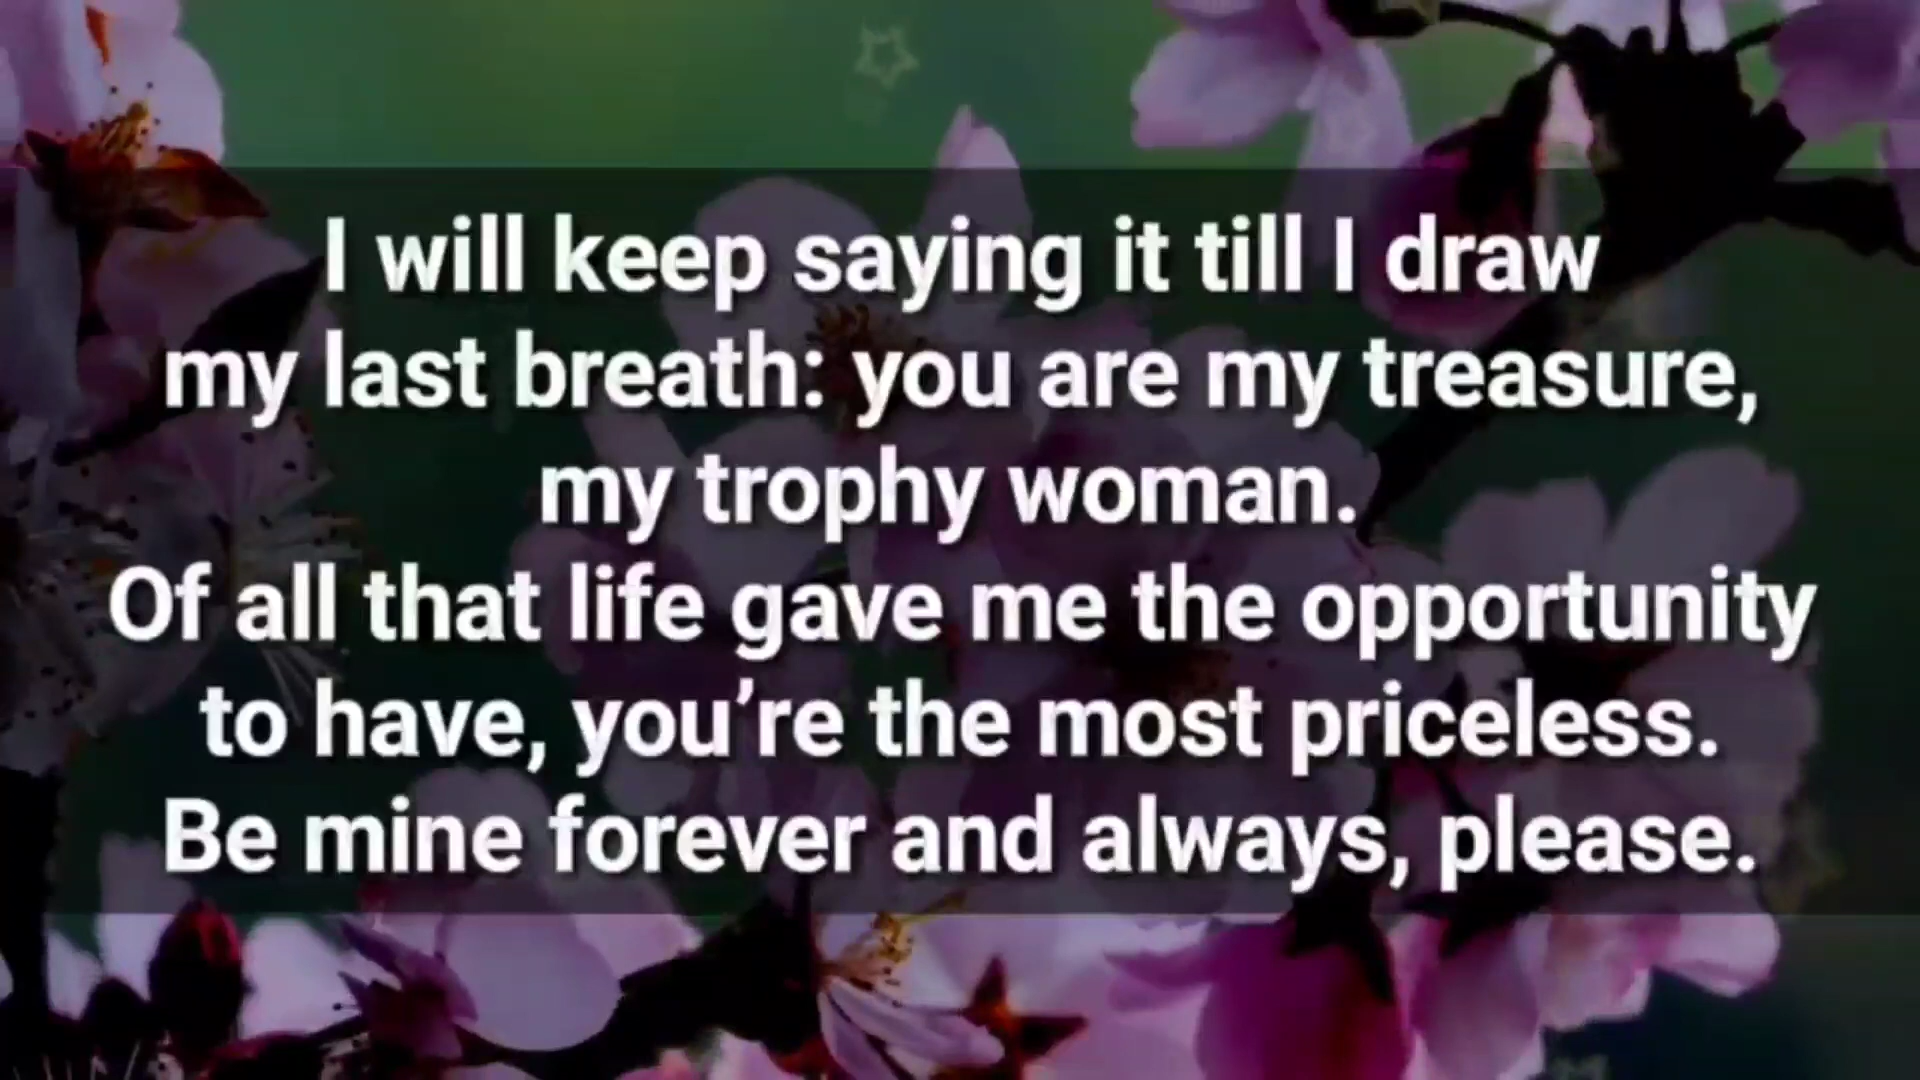 I will keep saying it till I draw
my last breath: you are my treasure,
my trophy woman.
Of all that life gave me the opportunity
to have, you’re the most priceless.
Be mine forever and always, please.